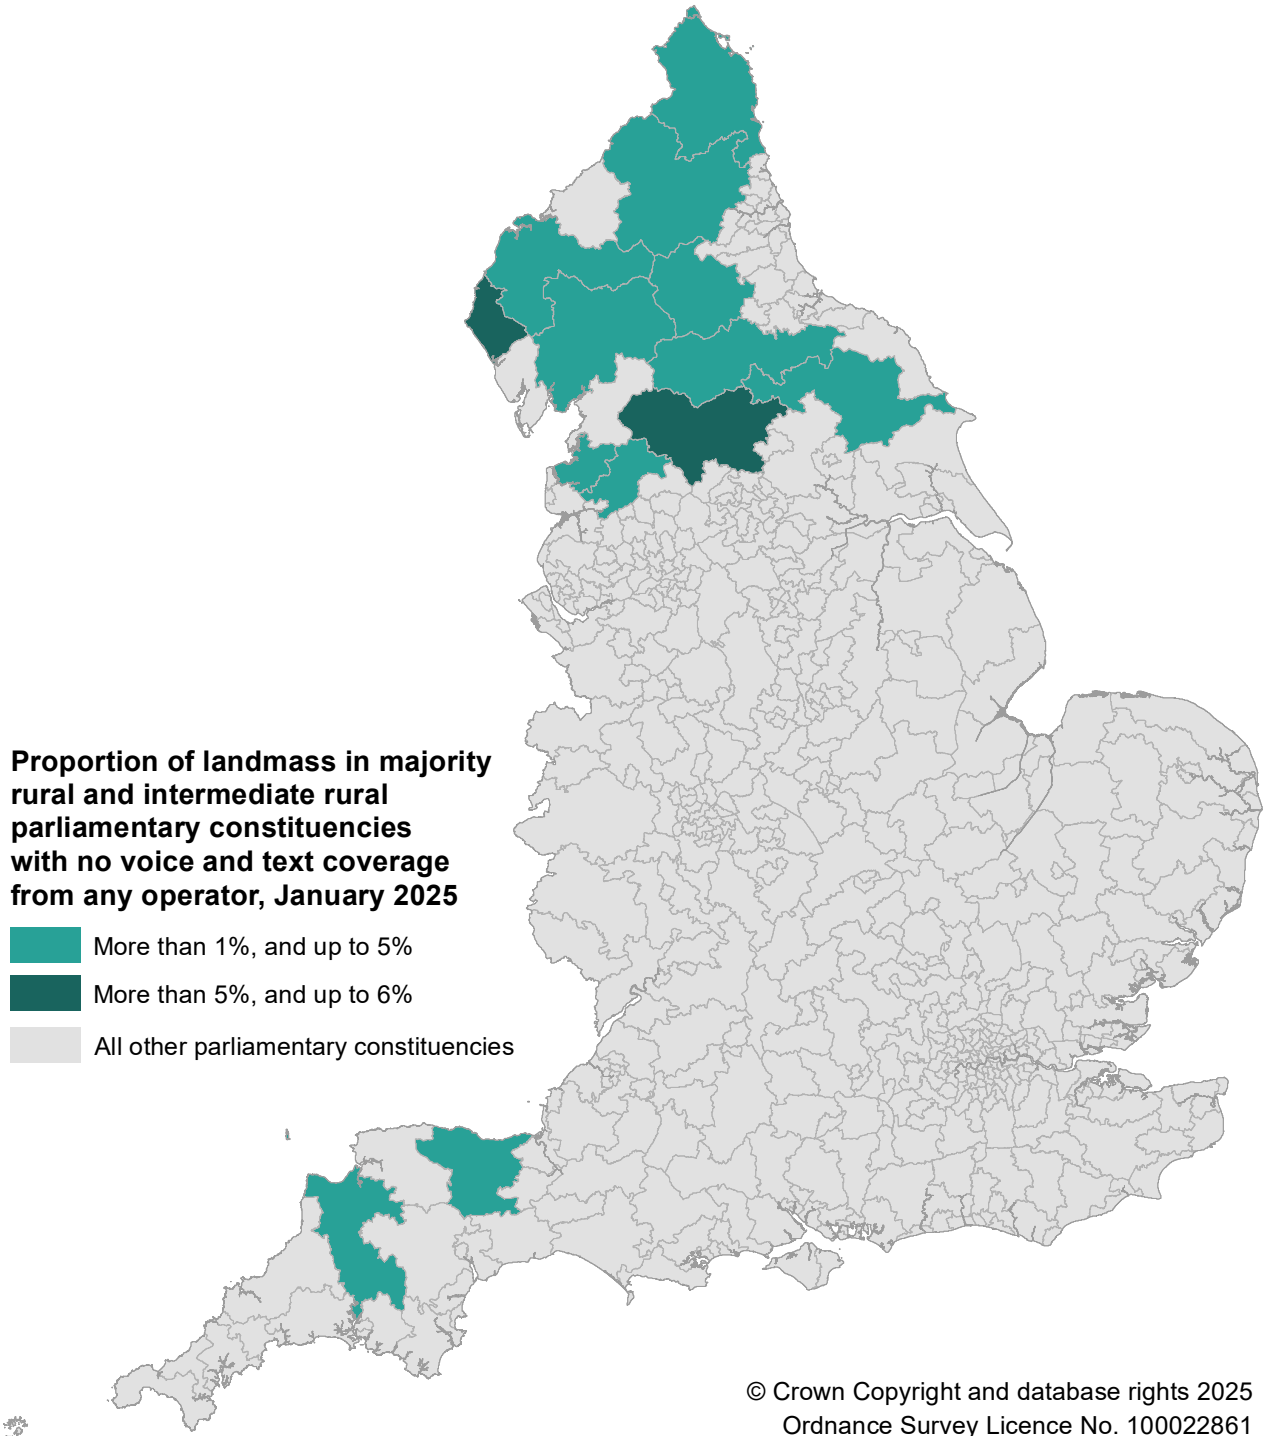 Proportion of landmass in majority
rural and intermediate rural
parliamentary constituencies
with no voice and text coverage
from any operator, January 2025
More than 1%, and up to 5%
More than 5%, and up to 6%
All other parliamentary constituencies
© Crown Copyright and database rights 2025
Ordnance Survey Licence No. 100022861